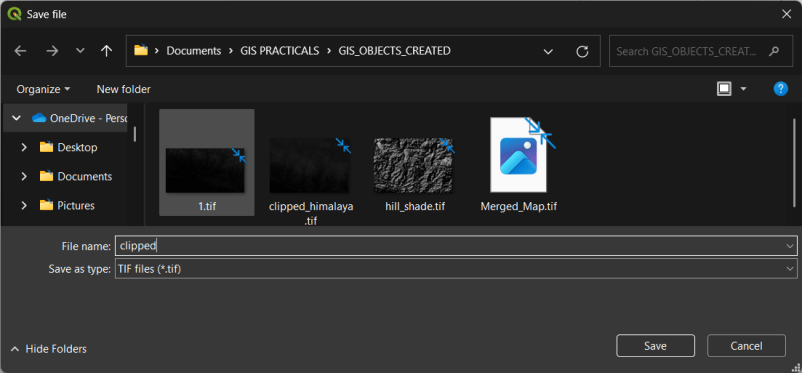 Save file
Documents > GIS PRACTICALS > GIS_OBJECTS_CREATED
Search GIS_OBJECTS_CREAT...
Organize
New folder
OneDrive - Perso
Desktop
Documents
Pictures
1.tif
clipped_himalaya
.tif
hill_shade.tif
Merged_Map.tif
File name: clipped
Save as type: TIF files (*.tif)
Hide Folders
Save
Cancel